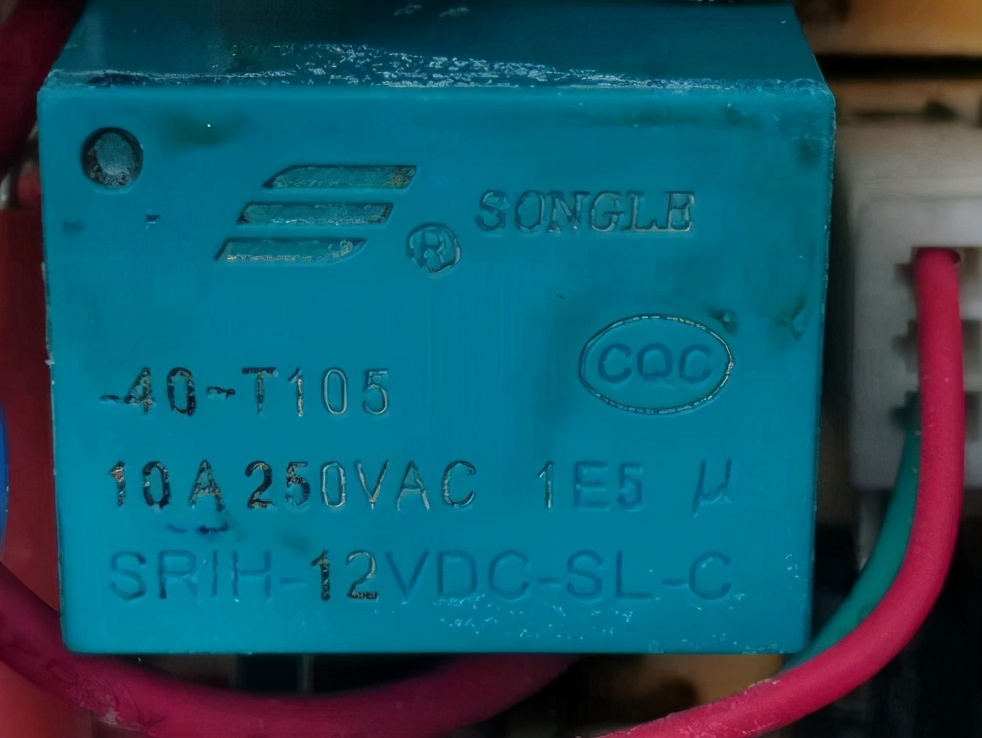 SONGLE
®
CQC
-40-T105
10A 250VAC 1E5 μ
SRIH-12VDC-SL-C